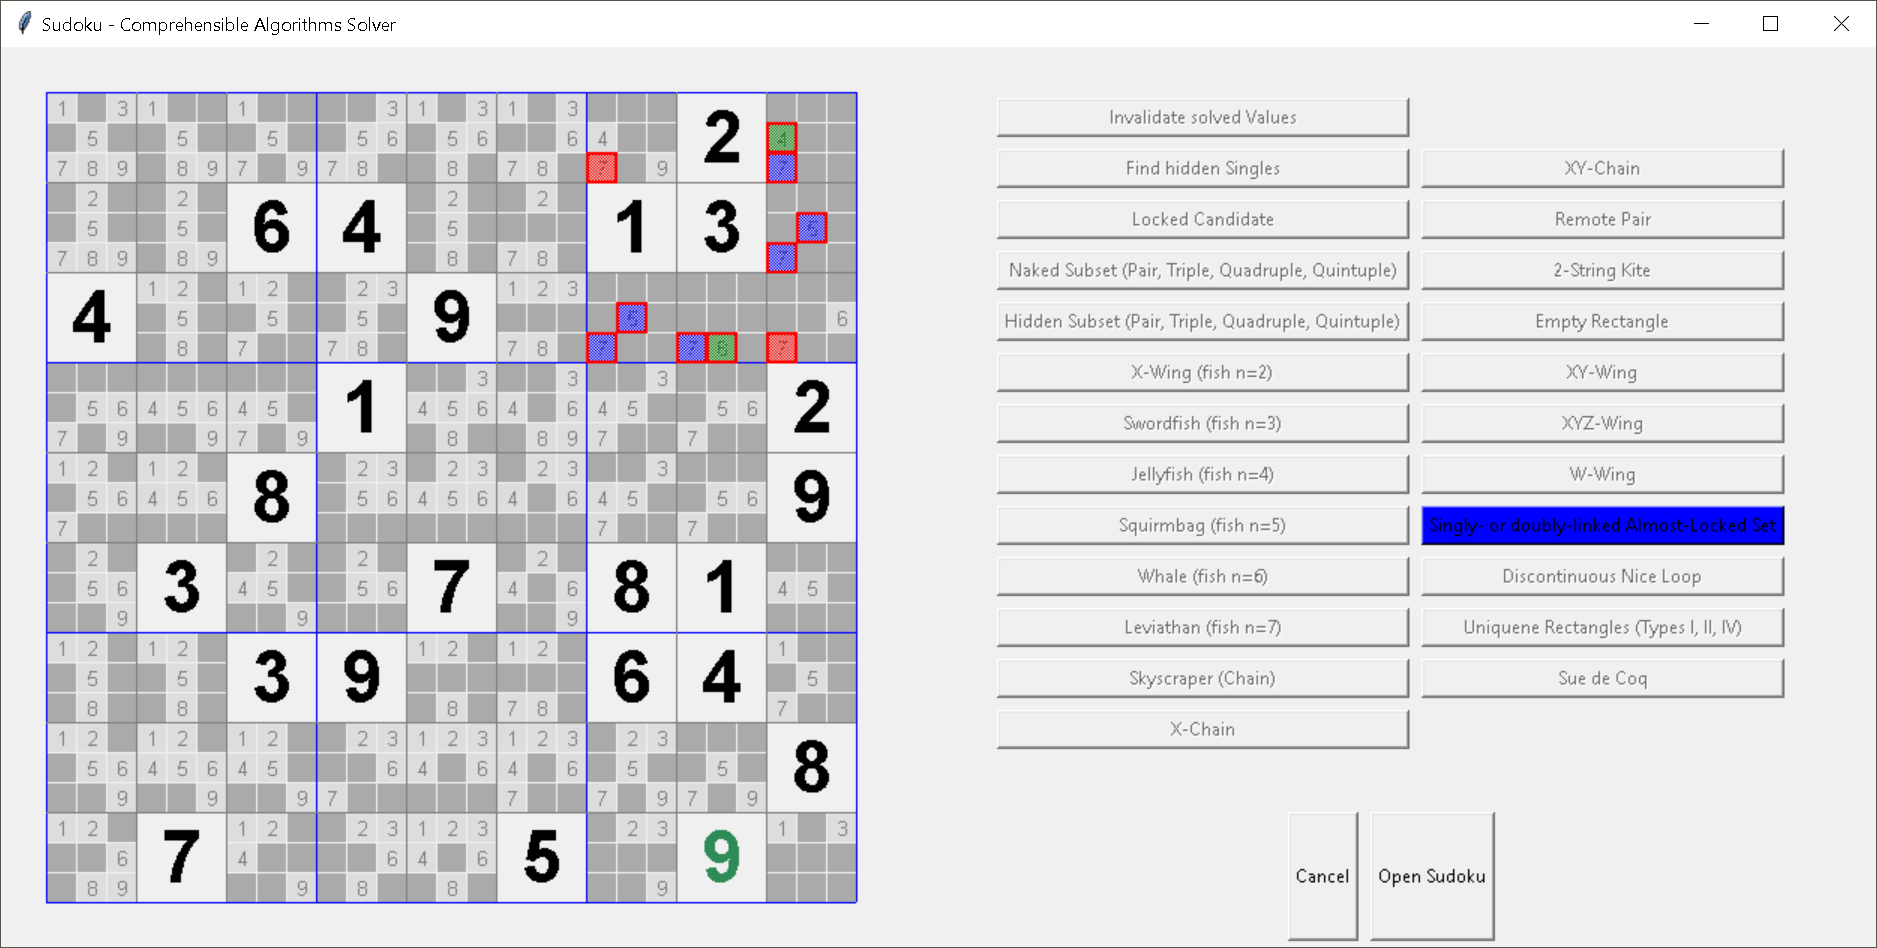 Sudoku - Comprehensible Algorithms Solver
1 3 1 1 3 1 3 1 3
5 5 5 5 6 5 6 6 4 2 4
7 8 9 8 9 7 9 7 8 8 7 8 7 9 7
2 2 2 2
5 5 6 4 5 1 3 5
7 8 9 8 9 8 7 8 7
1 2 1 2 2 3 1 2 3
4 5 5 5 9 5 6
8 7 7 8 7 8 7 7 8 7
3 3 3
5 6 4 5 6 4 5 1 4 5 6 4 6 4 5 5 6 2
7 9 9 7 9 8 8 9 7 7
1 2 1 2 2 3 2 3 2 3 3
5 6 4 5 6 8 5 6 4 5 6 4 6 4 5 5 6 9
7 7 7
2 2 2 2
5 6 3 4 5 5 6 7 4 6 8 1 4 5
9 9 9
1 2 1 2 1 2 1 2 1
5 5 3 9 6 4 5
8 8 8 7 8 7
1 2 1 2 1 2 2 3 1 2 3 1 2 3 2 3
5 6 4 5 6 4 5 6 4 6 4 6 5 5 8
9 9 9 7 7 7 9 7 9
1 2 1 2 2 3 1 2 3 2 3 1 3
6 7 4 6 4 6 5 9
8 9 9 8 8 9
Invalidate solved Values
Find hidden Singles
Locked Candidate
Naked Subset (Pair, Triple, Quadruple, Quintuple)
Hidden Subset (Pair, Triple, Quadruple, Quintuple)
X-Wing (fish n=2)
Swordfish (fish n=3)
Jellyfish (fish n=4)
Squirmbag (fish n=5)
Whale (fish n=6)
Leviathan (fish n=7)
Skyscraper (Chain)
X-Chain
XY-Chain
Remote Pair
2-String Kite
Empty Rectangle
XY-Wing
XYZ-Wing
W-Wing
Singly- or doubly-linked Almost-Locked Set
Discontinuous Nice Loop
Uniquene Rectangles (Types I, II, IV)
Sue de Coq
Cancel
Open Sudoku